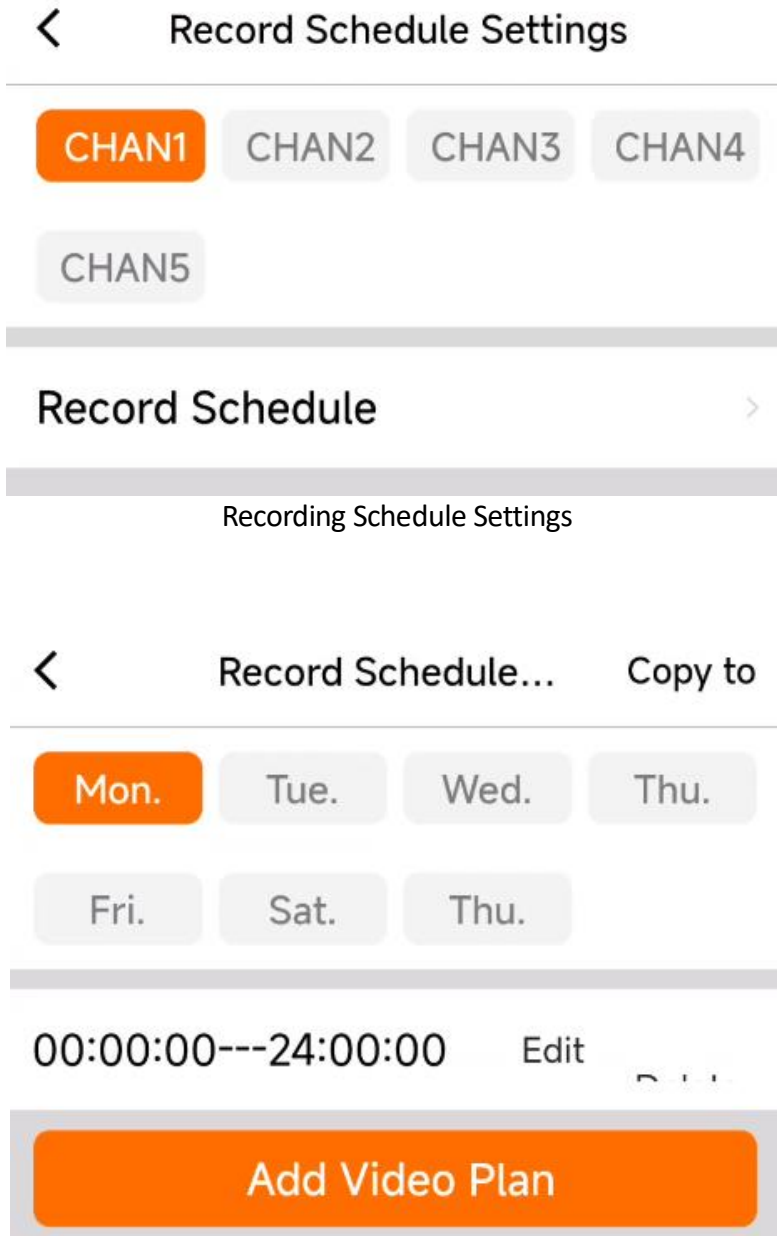 Record Schedule Settings
CHAN1 CHAN2 CHAN3 CHAN4
CHAN5
Record Schedule
Recording Schedule Settings
Record Schedule... Copy to
Mon. Tue. Wed. Thu.
Fri. Sat. Thu.
00:00:00---24:00:00 Edit
Add Video Plan